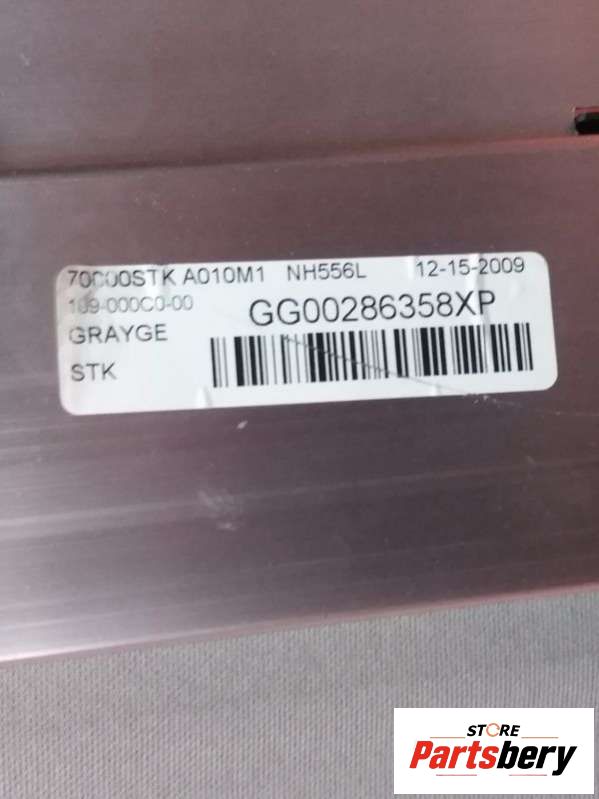 70000STK A010M1 NH556L 12-15-2009
109-000C0-00 GG00286358XP
GRAYGE
STK
STORE
Partsbery